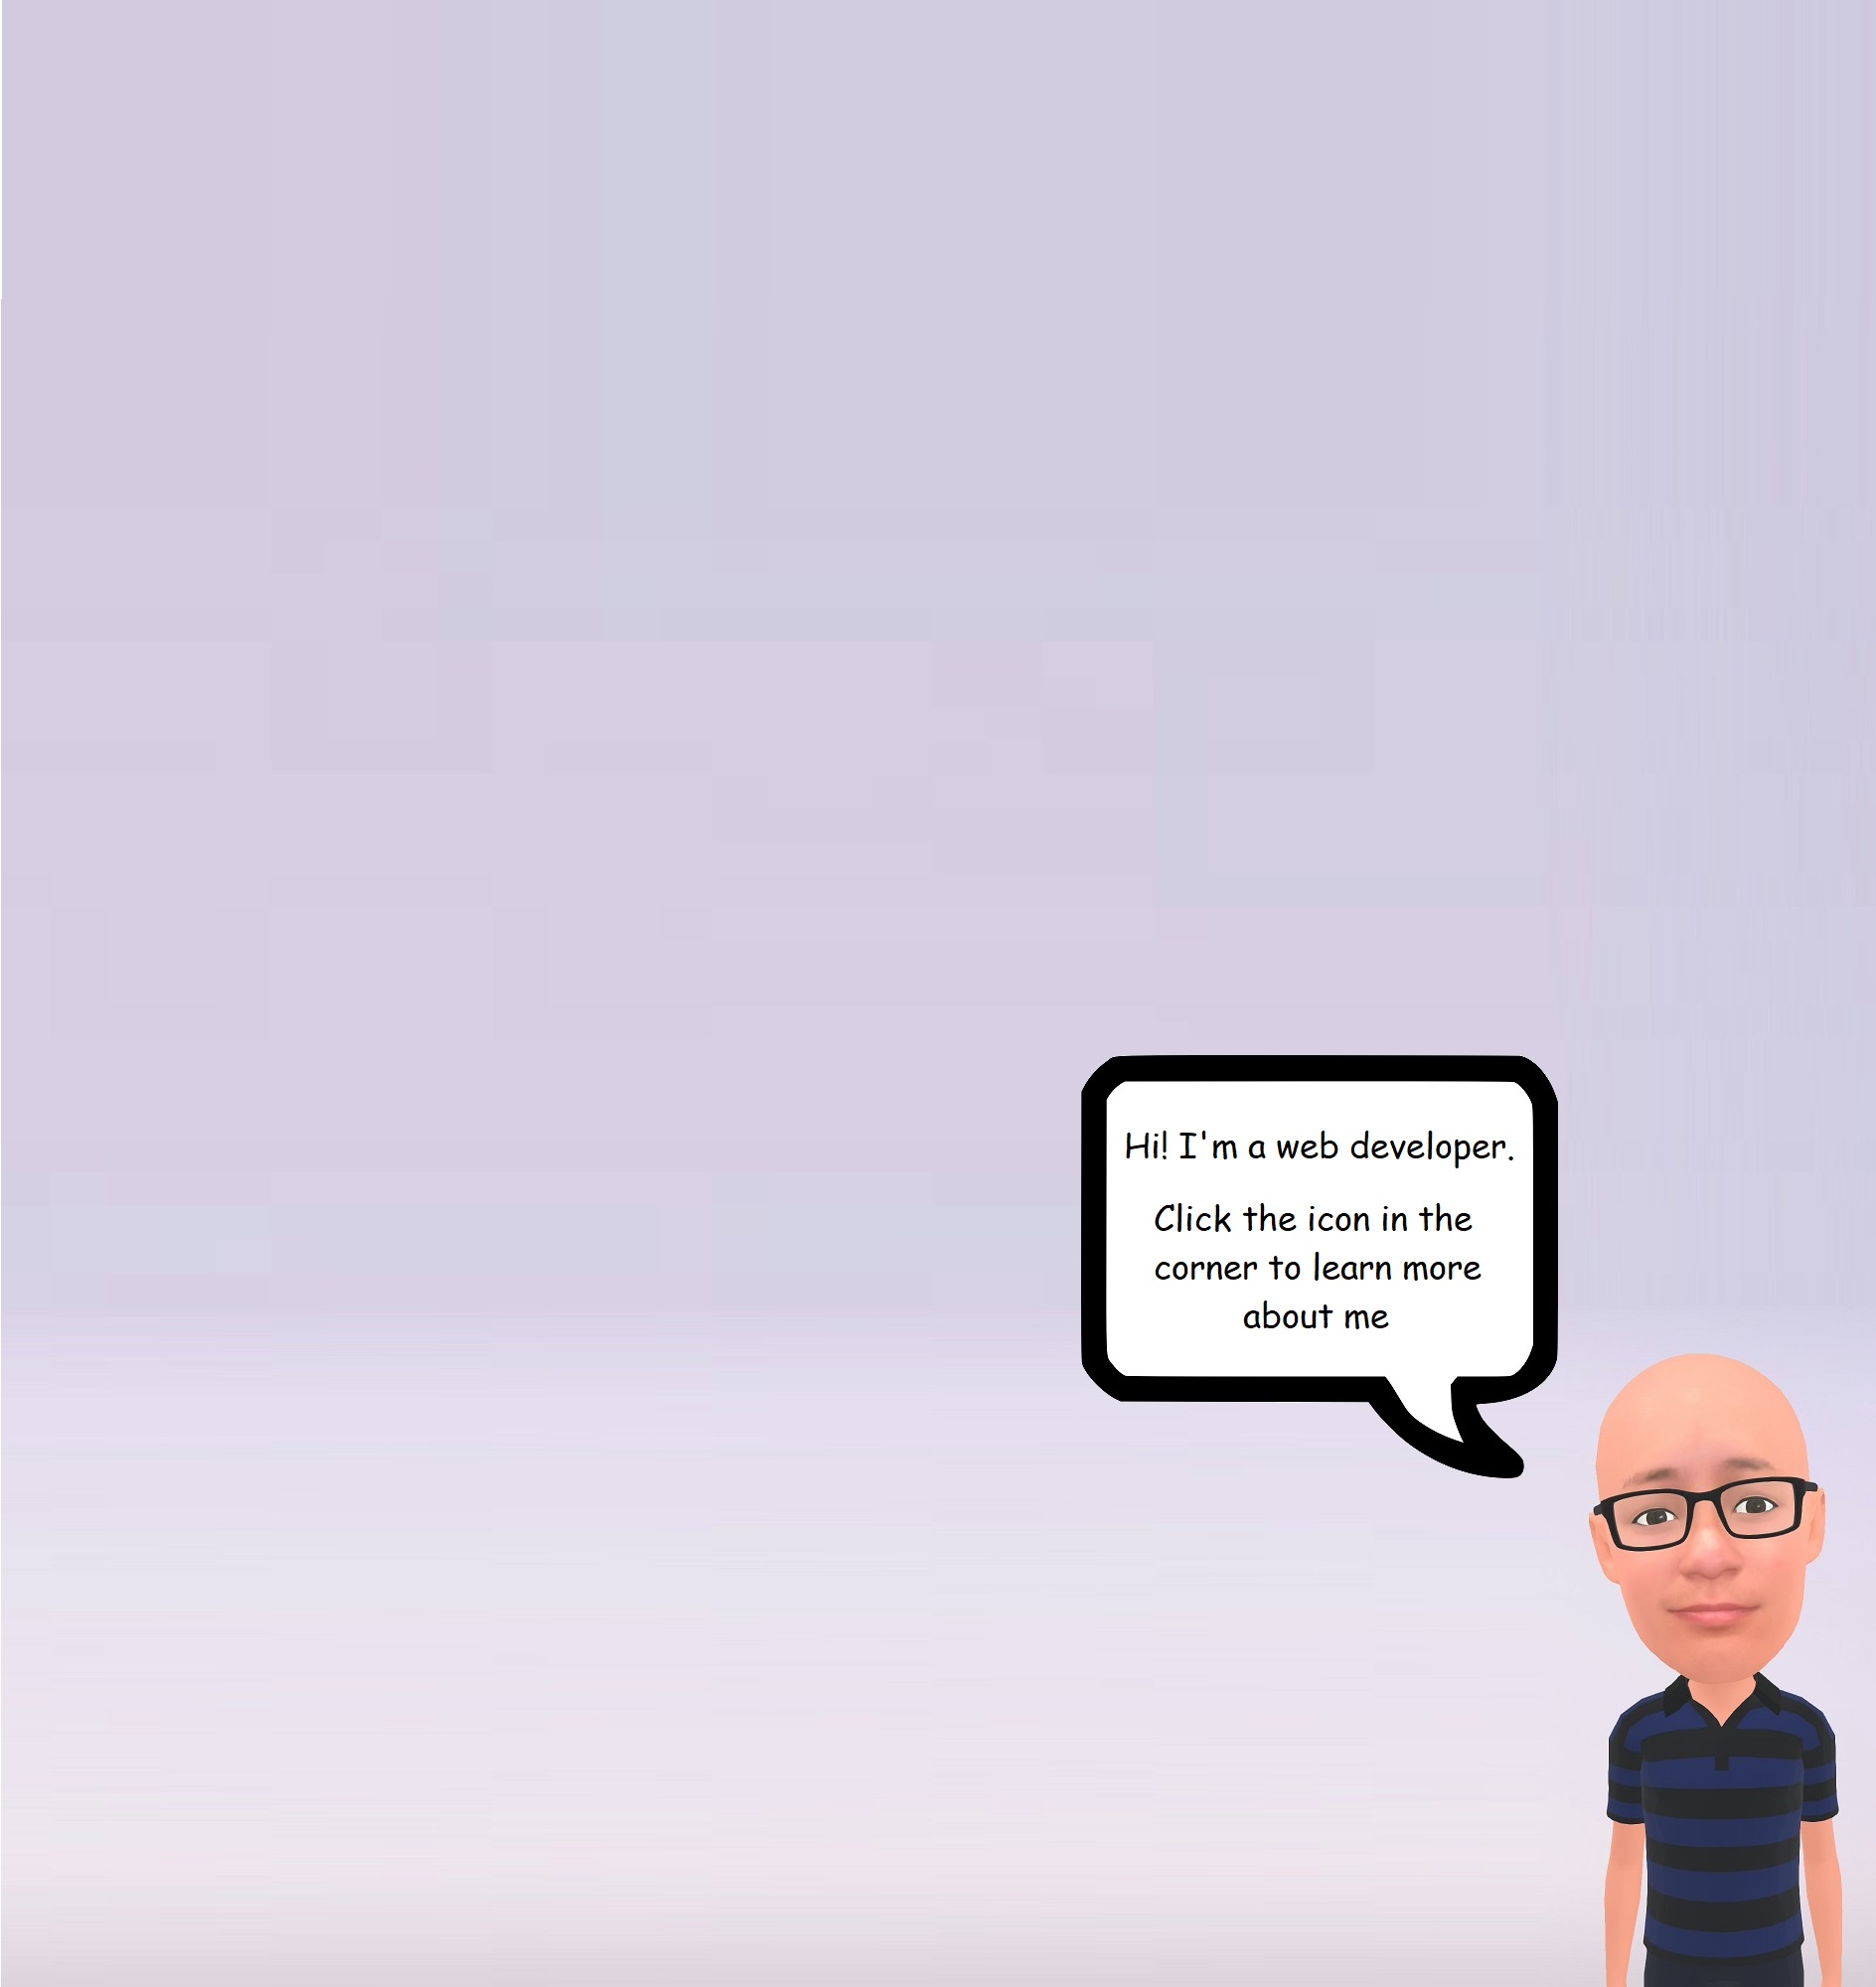 Hi! I'm a web developer.
Click the icon in the
corner to learn more
about me